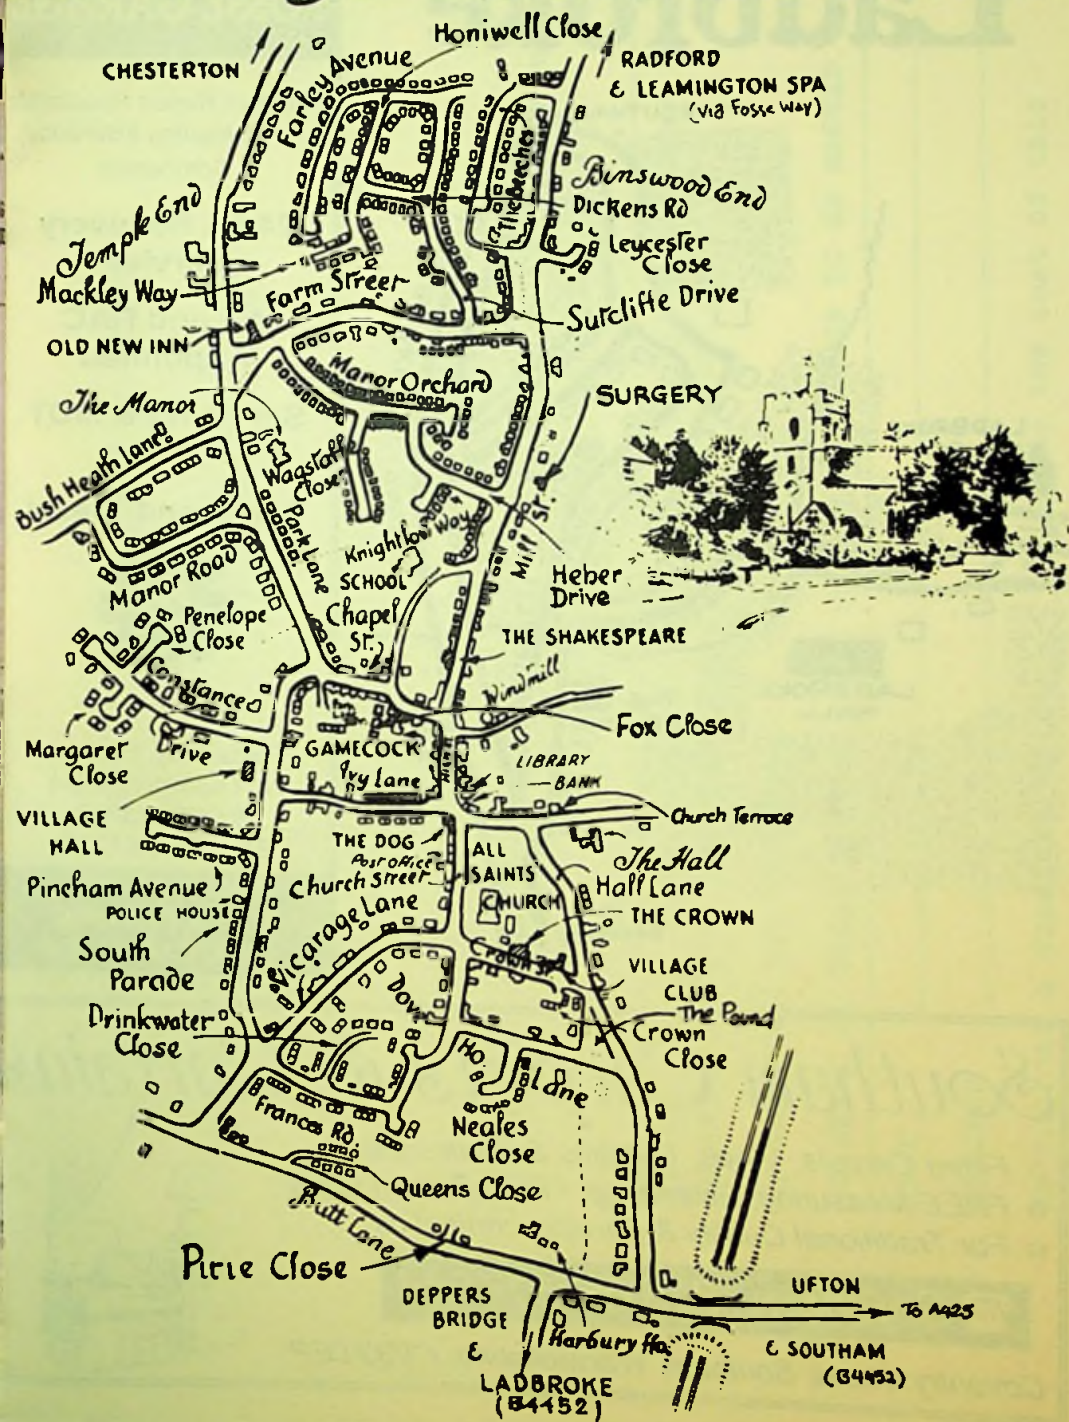 Honiwell Close
CHESTERTON
Farley Avenue
RADFORD
& LEAMINGTON SPA
(via Fosse Way)
The Beeches
Binswood End
Dickens Rd
Temple End
Leycester
Close
Mackley Way
Farm Street
Sutcliffe Drive
OLD NEW INN
Manor Orchard
SURGERY
The Manor
Bush Heath Lane
Wagstaff
Close
Park Lane
Mill St.
Knightlow Way
SCHOOL
Manor Road
Heber
Drive
Penelope
Close
Chapel
St.
THE SHAKESPEARE
Constance
Drive
Windmill
Fox Close
Margaret
Close
GAMECOCK
HIGH
Ivy Lane
LIBRARY
BANK
VILLAGE
HALL
Church Terrace
THE DOG
Post office
Church Street
ALL
SAINTS
CHURCH
The Hall
Hall Lane
Pincham Avenue
POLICE HOUSE
THE CROWN
Vicarage Lane
South
Parade
Crown St.
VILLAGE
CLUB
The Pound
Crown
Close
Drinkwater
Close
Dov
Ho.
Lane
Frances Rd.
Neales
Close
Queens Close
Butt Lane
Pirie Close
DEPPERS
BRIDGE
&
LADBROKE
(B4452)
Harbury Ho.
UFTON
To A425
& SOUTHAM
(B4452)